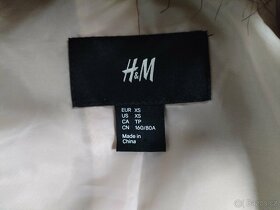 H&M
EUR XS
US XS
CA TP
CN 160/80A
Made in
China